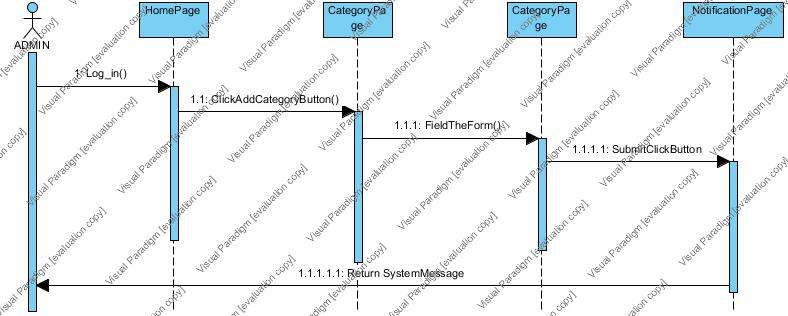 HomePage
CategoryPa
ge
CategoryPa
ge
NotificationPage
ADMIN
1: Log_in()
1.1: ClickAddCategoryButton()
1.1.1: FieldTheForm()
1.1.1.1: SubmitClickButton
1.1.1.1.1: Return SystemMessage
Visual Paradigm [evaluation copy]